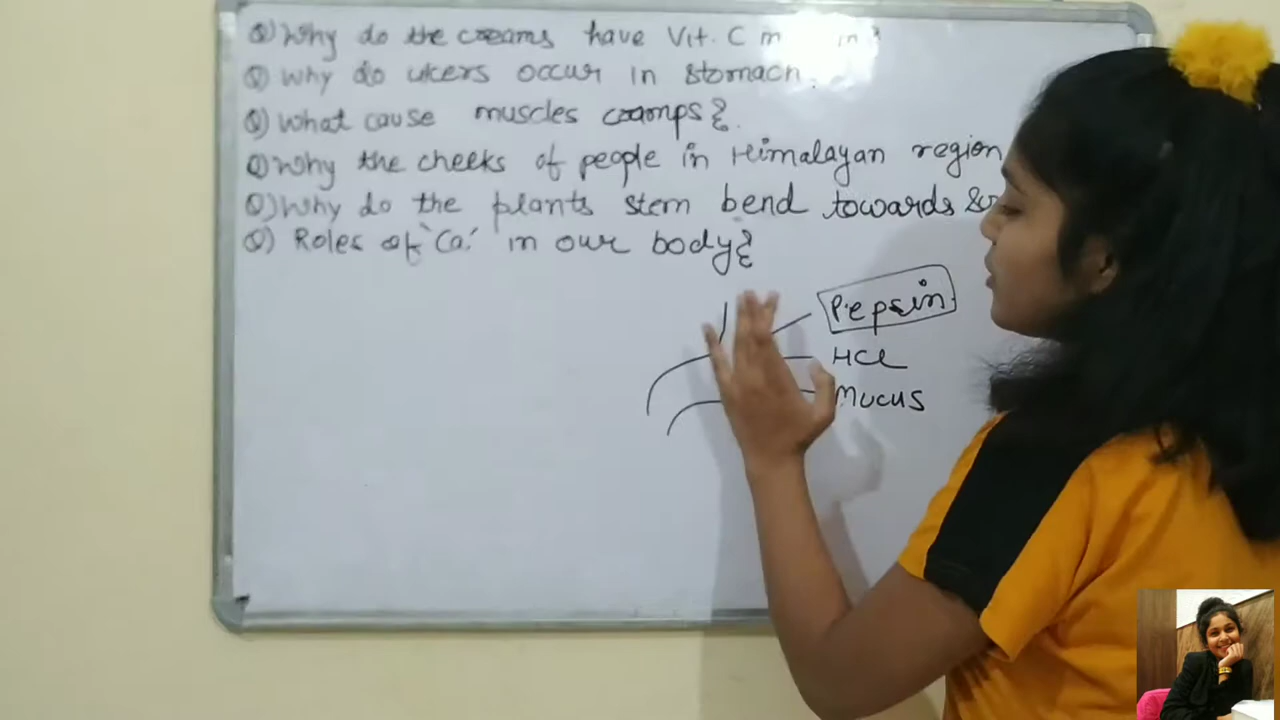 Q) Why do the creams have Vit. C m in?
Q) Why do ulcers occur in stomach.
Q) What cause muscles cramps?
Q) Why the cheeks of people in Himalayan region
Q) Why do the plants stem bend towards
Q) Roles of 'Ca' in our body?
Pepsin
HCl
Mucus